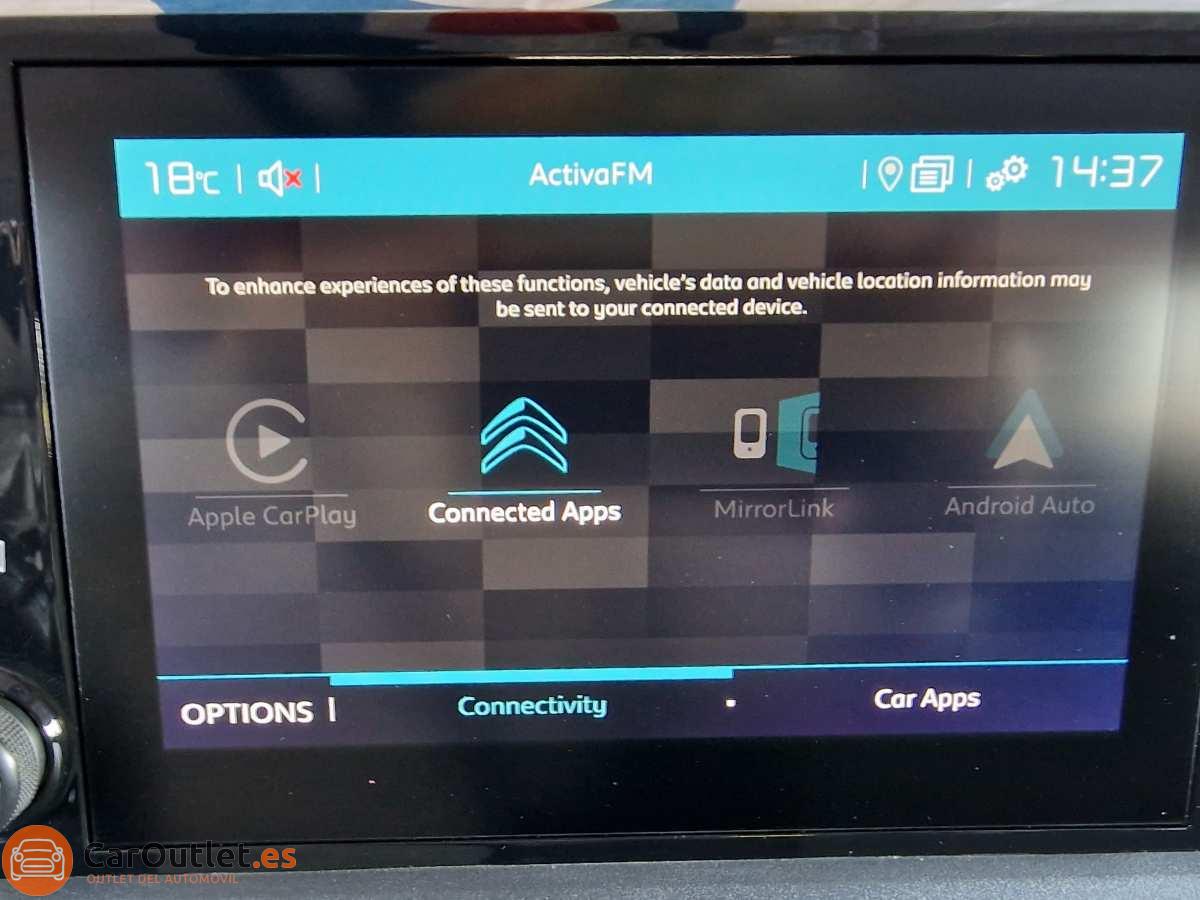 18°C
ActivaFM
14:37
To enhance experiences of these functions, vehicle's data and vehicle location information may
be sent to your connected device.
Apple CarPlay
Connected Apps
MirrorLink
Android Auto
OPTIONS
Connectivity
Car Apps
CarOutlet.es
OUTLET DEL AUTOMÓVIL